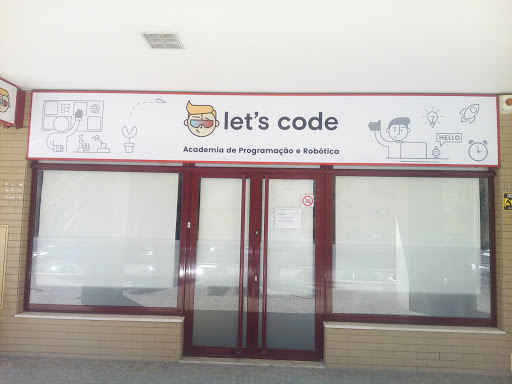 let's code
Academia de Programação e Robótica
HELLO